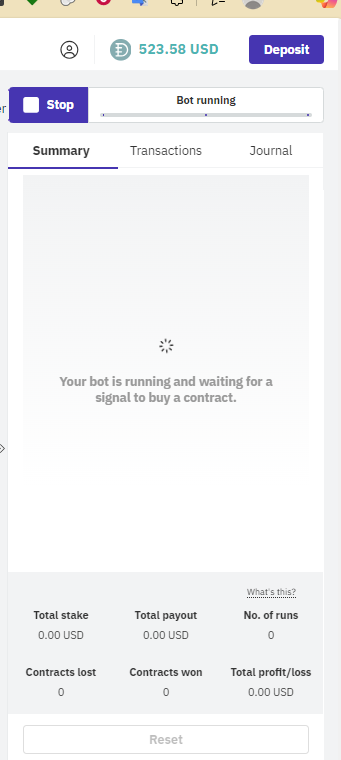 523.58 USD
Deposit
Stop
Bot running
Summary
Transactions
Journal
Your bot is running and waiting for a
signal to buy a contract.
What's this?
Total stake
Total payout
No. of runs
0.00 USD
0.00 USD
0
Contracts lost
Contracts won
Total profit/loss
0
0
0.00 USD
Reset